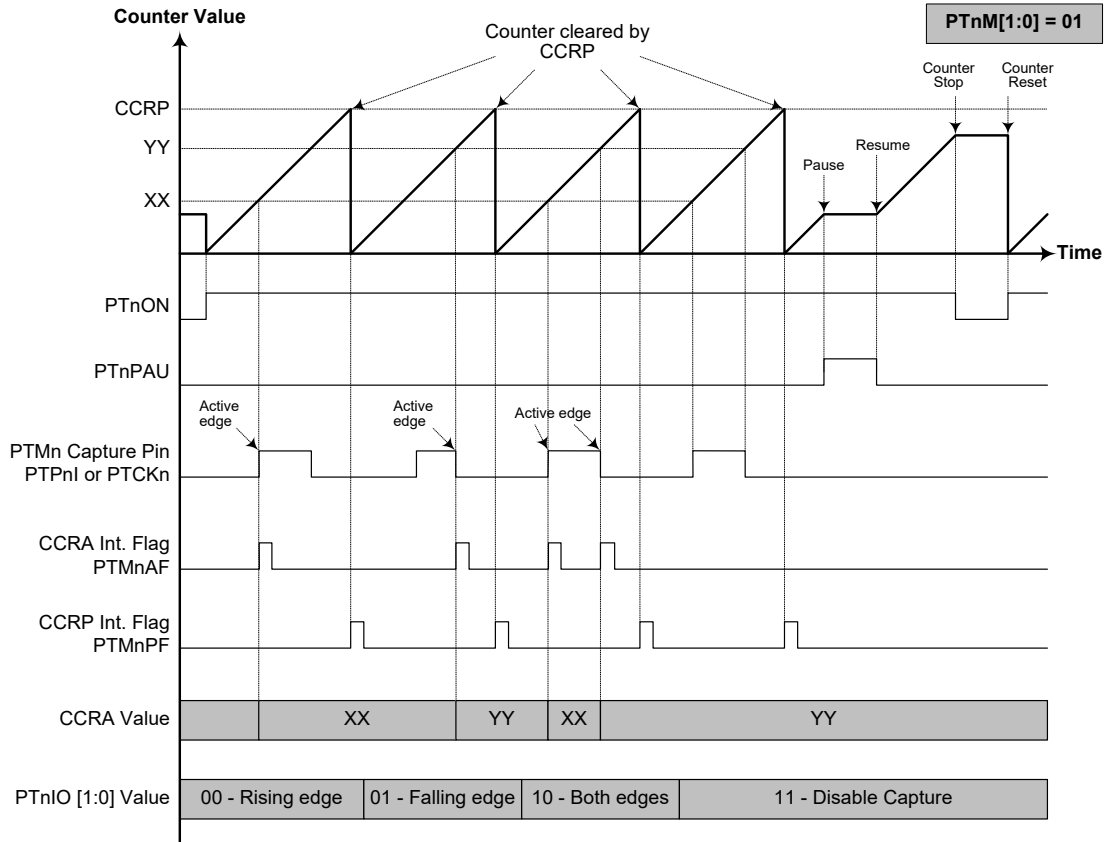 Counter Value
PTnM[1:0] = 01
Counter cleared by
CCRP
Counter
Stop
Counter
Reset
CCRP
YY
XX
Pause
Resume
Time
PTnON
PTnPAU
Active
edge
Active
edge
Active edge
PTMn Capture Pin
PTPnI or PTCKn
CCRA Int. Flag
PTMnAF
CCRP Int. Flag
PTMnPF
CCRA Value
XX
YY
XX
YY
PTnIO [1:0] Value
00 - Rising edge
01 - Falling edge
10 - Both edges
11 - Disable Capture